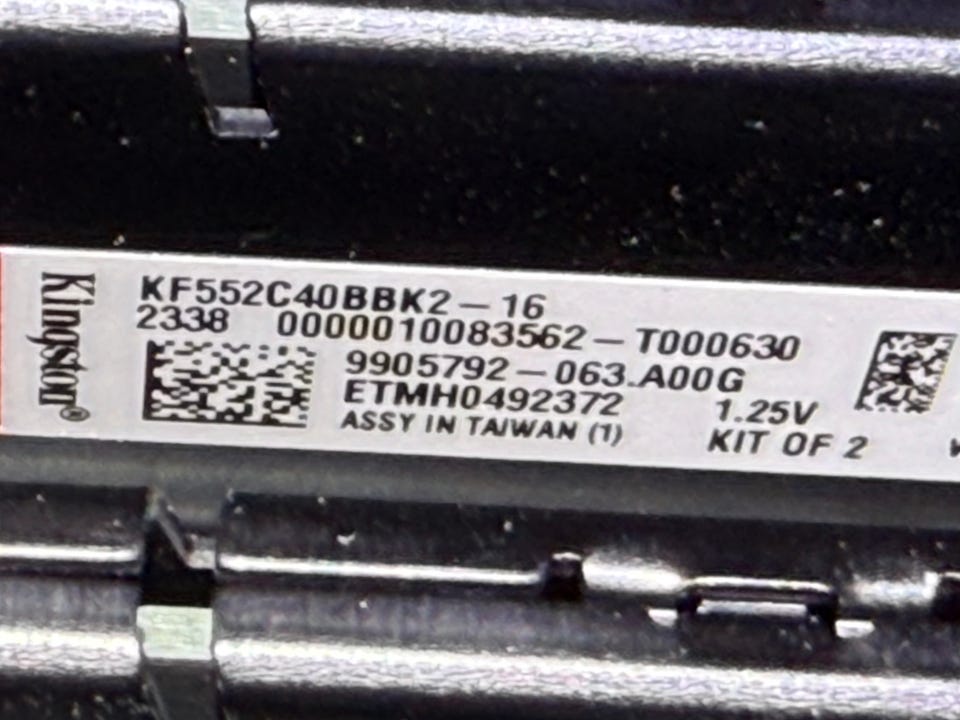 Kingston®
KF552C40BBK2-16
2338 0000010083562-T000630
9905792-063.A00G
ETMH0492372 1.25V
ASSY IN TAIWAN (1) KIT OF 2